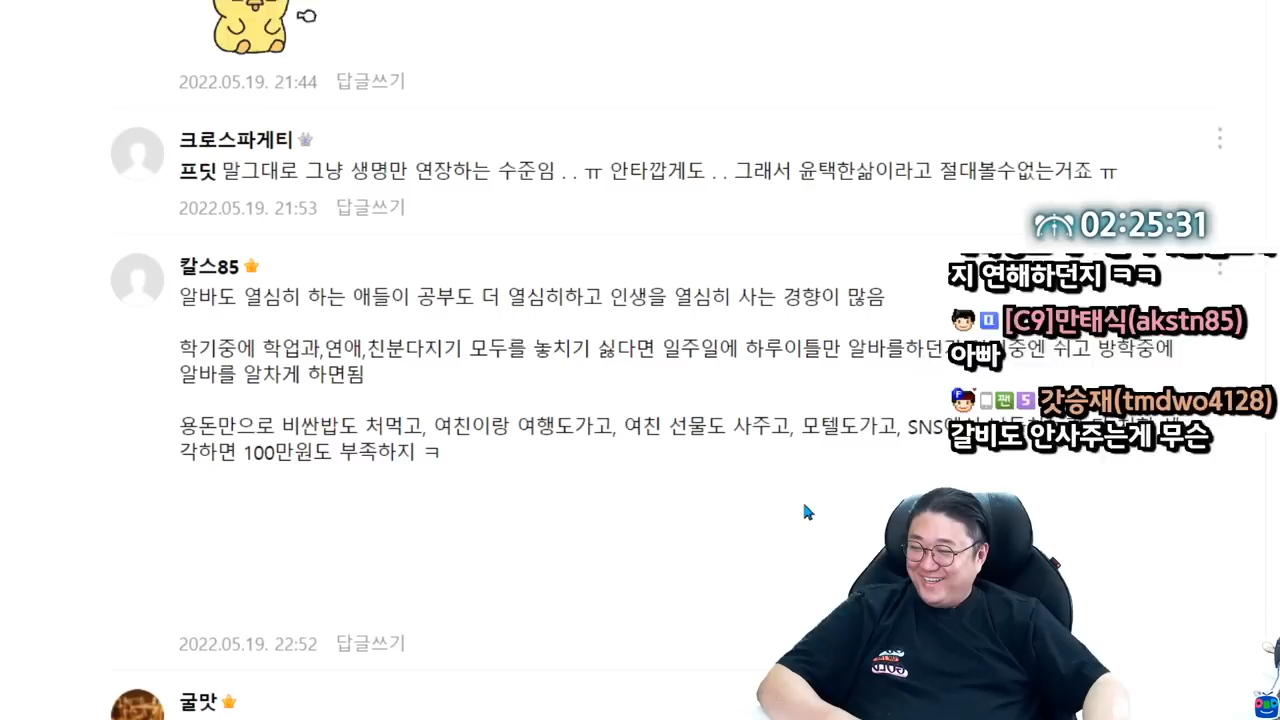 2022.05.19. 21:44 답글쓰기
크로스파게티
프딧 말그대로 그냥 생명만 연장하는 수준임 . . ㅠ 안타깝게도 . . 그래서 윤택한삶이라고 절대볼수없는거죠 ㅠ
2022.05.19. 21:53 답글쓰기
02:25:31
칼스85
알바도 열심히 하는 애들이 공부도 더 열심히하고 인생을 열심히 사는 경향이 많음
학기중에 학업과,연애,친분다지기 모두를 놓치기 싫다면 일주일에 하루이틀만 알바를하던가 쉬고 방학중에
알바를 알차게 하면됨
용돈만으로 비싼밥도 처먹고, 여친이랑 여행도가고, 여친 선물도 사주고, 모텔도가고, SNS
각하면 100만원도 부족하지 ㅋ
2022.05.19. 22:52 답글쓰기
굴맛
지 연해하던지 ㅋㅋ
[C9]만태식(akstn85)
아빠
팬 5 갓승재(tmdwo4128)
갈비도 안사주는게 무슨
GOLD